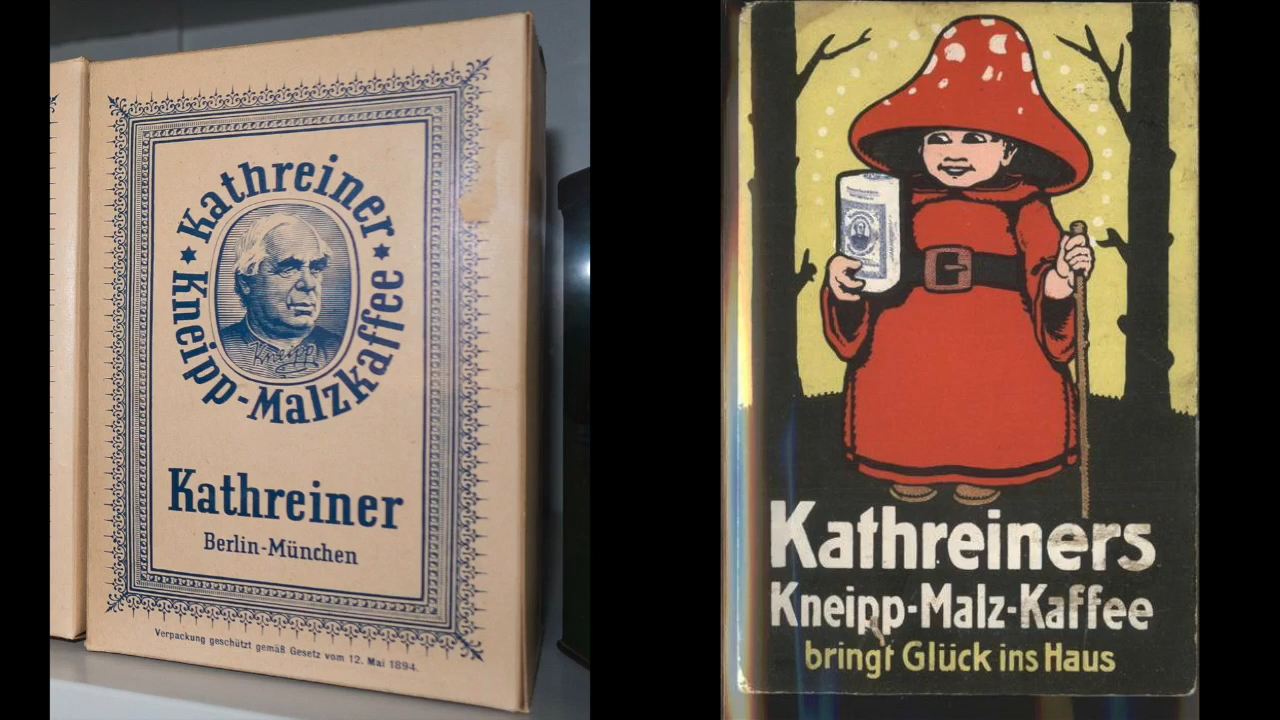 Kathreiner
Kneipp-Malzkaffee
Kneipp
Kathreiner
Berlin-München
Verpackung geschützt gemäß Gesetz vom 12. Mai 1894.
Kathreiners
Kneipp-Malz-Kaffee
bringt Glück ins Haus